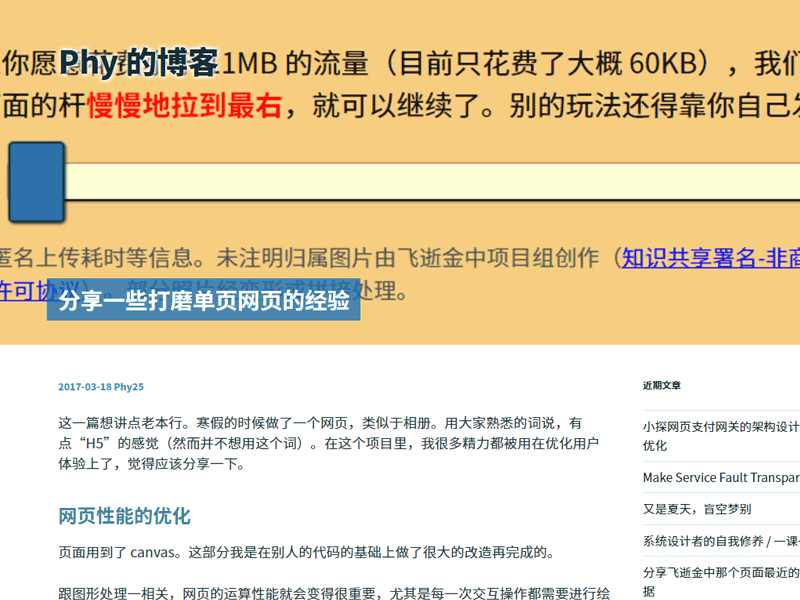 你愿 1MB 的流量（目前只花费了大概 60KB），我们
Phy 的博客
面的杆慢慢地拉到最右，就可以继续了。别的玩法还得靠你自己发
匿名上传耗时等信息。未注明归属图片由飞逝金中项目组创作（知识共享署名-非商
许可协议）。部分照片经变形或拼接处理。
分享一些打磨单页网页的经验
2017-03-18 Phy25
这一篇想讲点老本行。寒假的时候做了一个网页，类似于相册。用大家熟悉的词说，有
点“H5”的感觉（然而并不想用这个词）。在这个项目里，我很多精力都被用在优化用户
体验上了，觉得应该分享一下。
网页性能的优化
页面用到了 canvas。这部分我是在别人的代码的基础上做了很大的改造再完成的。
跟图形处理一相关，网页的运算性能就会变得很重要，尤其是每一次交互操作都需要进行绘
近期文章
小探网页支付网关的架构设计
优化
Make Service Fault Transpar
又是夏天，盲空梦别
系统设计者的自我修养 / 一课
分享飞逝金中那个页面最近的
据